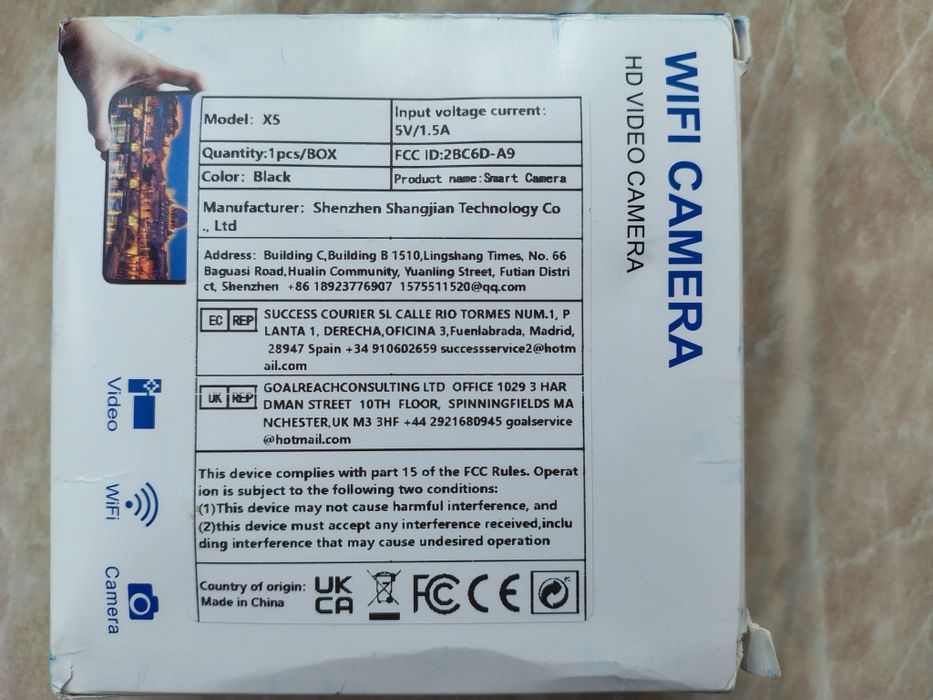 WIFI CAMERA
HD VIDEO CAMERA
Model: X5
Input voltage current:
5V/1.5A
Quantity:1pcs/BOX
FCC ID:2BC6D-A9
Color: Black
Product name:Smart Camera
Manufacturer: Shenzhen Shangjian Technology Co
., Ltd
Address: Building C,Building B 1510,Lingshang Times, No. 66
Baguasi Road,Hualin Community, Yuanling Street, Futian Distri
ct, Shenzhen +86 18923776907 1575511520@qq.com
EC REP
SUCCESS COURIER SL CALLE RIO TORMES NUM.1, P
LANTA 1, DERECHA,OFICINA 3,Fuenlabrada, Madrid,
28947 Spain +34 910602659 successservice2@hotm
ail.com
UK REP
GOALREACHCONSULTING LTD OFFICE 1029 3 HAR
DMAN STREET 10TH FLOOR, SPINNINGFIELDS MA
NCHESTER,UK M3 3HF +44 2921680945 goalservice
@hotmail.com
This device complies with part 15 of the FCC Rules. Operat
ion is subject to the following two conditions:
(1)This device may not cause harmful interference, and
(2)this device must accept any interference received,inclu
ding interference that may cause undesired operation
Country of origin:
Made in China
UK
CA
FC CE
Video
WiFi
Camera